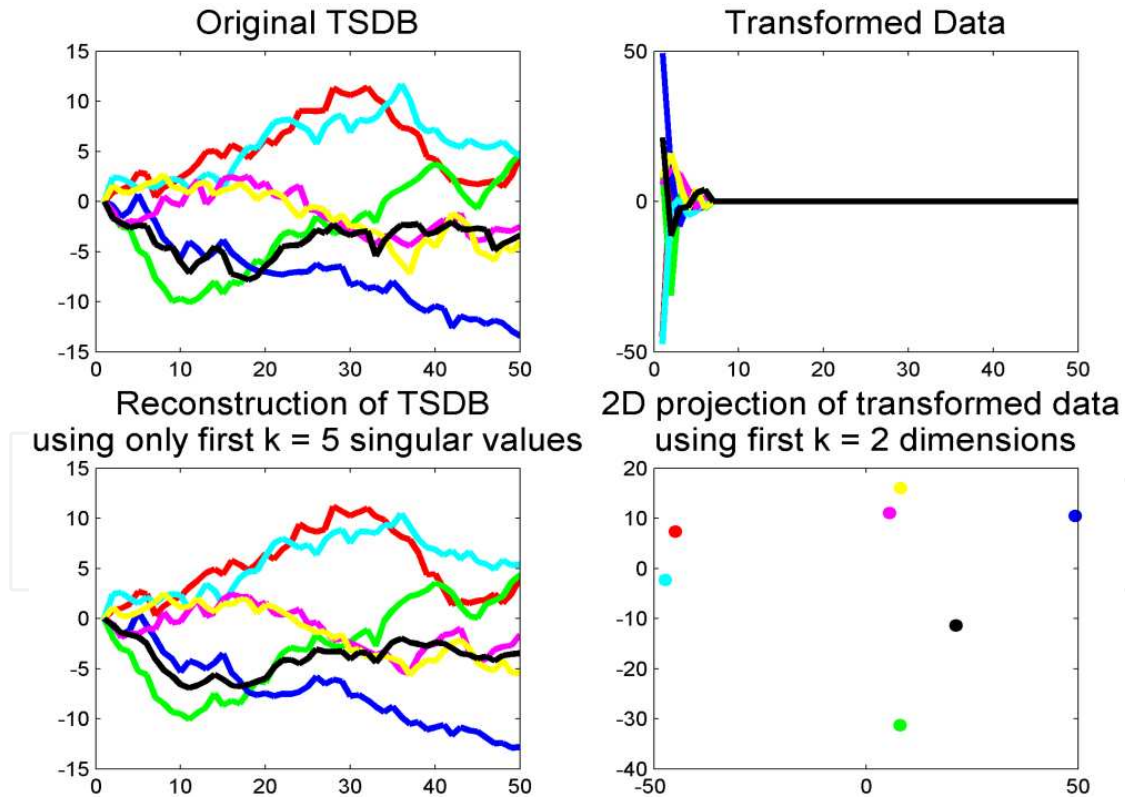 Original TSDB
15
10
5
0
-5
-10
-15
0 10 20 30 40 50
Transformed Data
50
0
-50
0 10 20 30 40 50
Reconstruction of TSDB
using only first k = 5 singular values
15
10
5
0
-5
-10
-15
0 10 20 30 40 50
2D projection of transformed data
using first k = 2 dimensions
20
10
0
-10
-20
-30
-40
-50 0 50